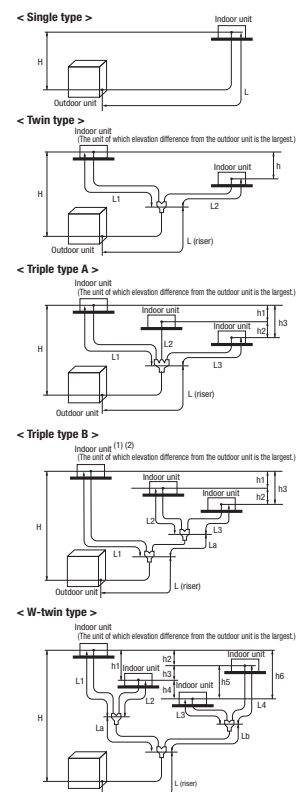 < Single type >
Indoor unit
H
L
Outdoor unit
< Twin type >
Indoor unit
(The unit of which elevation difference from the outdoor unit is the largest.)
Indoor unit
h
H
L1
L2
L (riser)
Outdoor unit
< Triple type A >
Indoor unit
(The unit of which elevation difference from the outdoor unit is the largest.)
Indoor unit
h1
Indoor unit
h2
h3
H
L2
L1
L3
L (riser)
Outdoor unit
< Triple type B >
Indoor unit (1) (2)
(The unit of which elevation difference from the outdoor unit is the largest.)
Indoor unit
h1
Indoor unit
h3
h2
H
L2
L3
La
L1
L (riser)
Outdoor unit
< W-twin type >
Indoor unit
(The unit of which elevation difference from the outdoor unit is the largest.)
Indoor unit
h2
h1
Indoor unit
h3
h5
h6
h4
Indoor unit
L1
L2
L3
L4
La
Lb
H
L (riser)